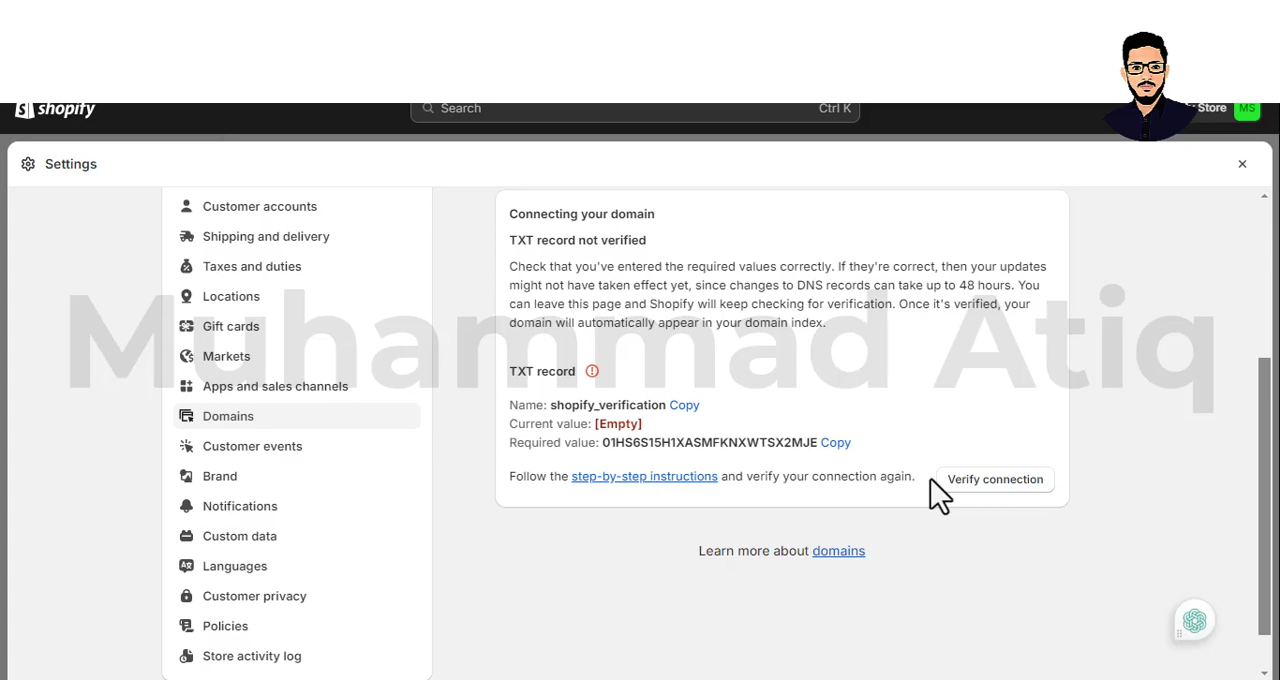 shopify
Search
Ctrl K
Store
MS
Settings
Customer accounts
Shipping and delivery
Taxes and duties
Locations
Gift cards
Markets
Apps and sales channels
Domains
Customer events
Brand
Notifications
Custom data
Languages
Customer privacy
Policies
Store activity log
Connecting your domain
TXT record not verified
Check that you've entered the required values correctly. If they're correct, then your updates
might not have taken effect yet, since changes to DNS records can take up to 48 hours. You
can leave this page and Shopify will keep checking for verification. Once it's verified, your
domain will automatically appear in your domain index.
TXT record
Name: shopify_verification Copy
Current value: [Empty]
Required value: 01HS6S15H1XASMFKNXWTSX2MJE Copy
Follow the step-by-step instructions and verify your connection again.
Verify connection
Learn more about domains
Muhammad Atiq